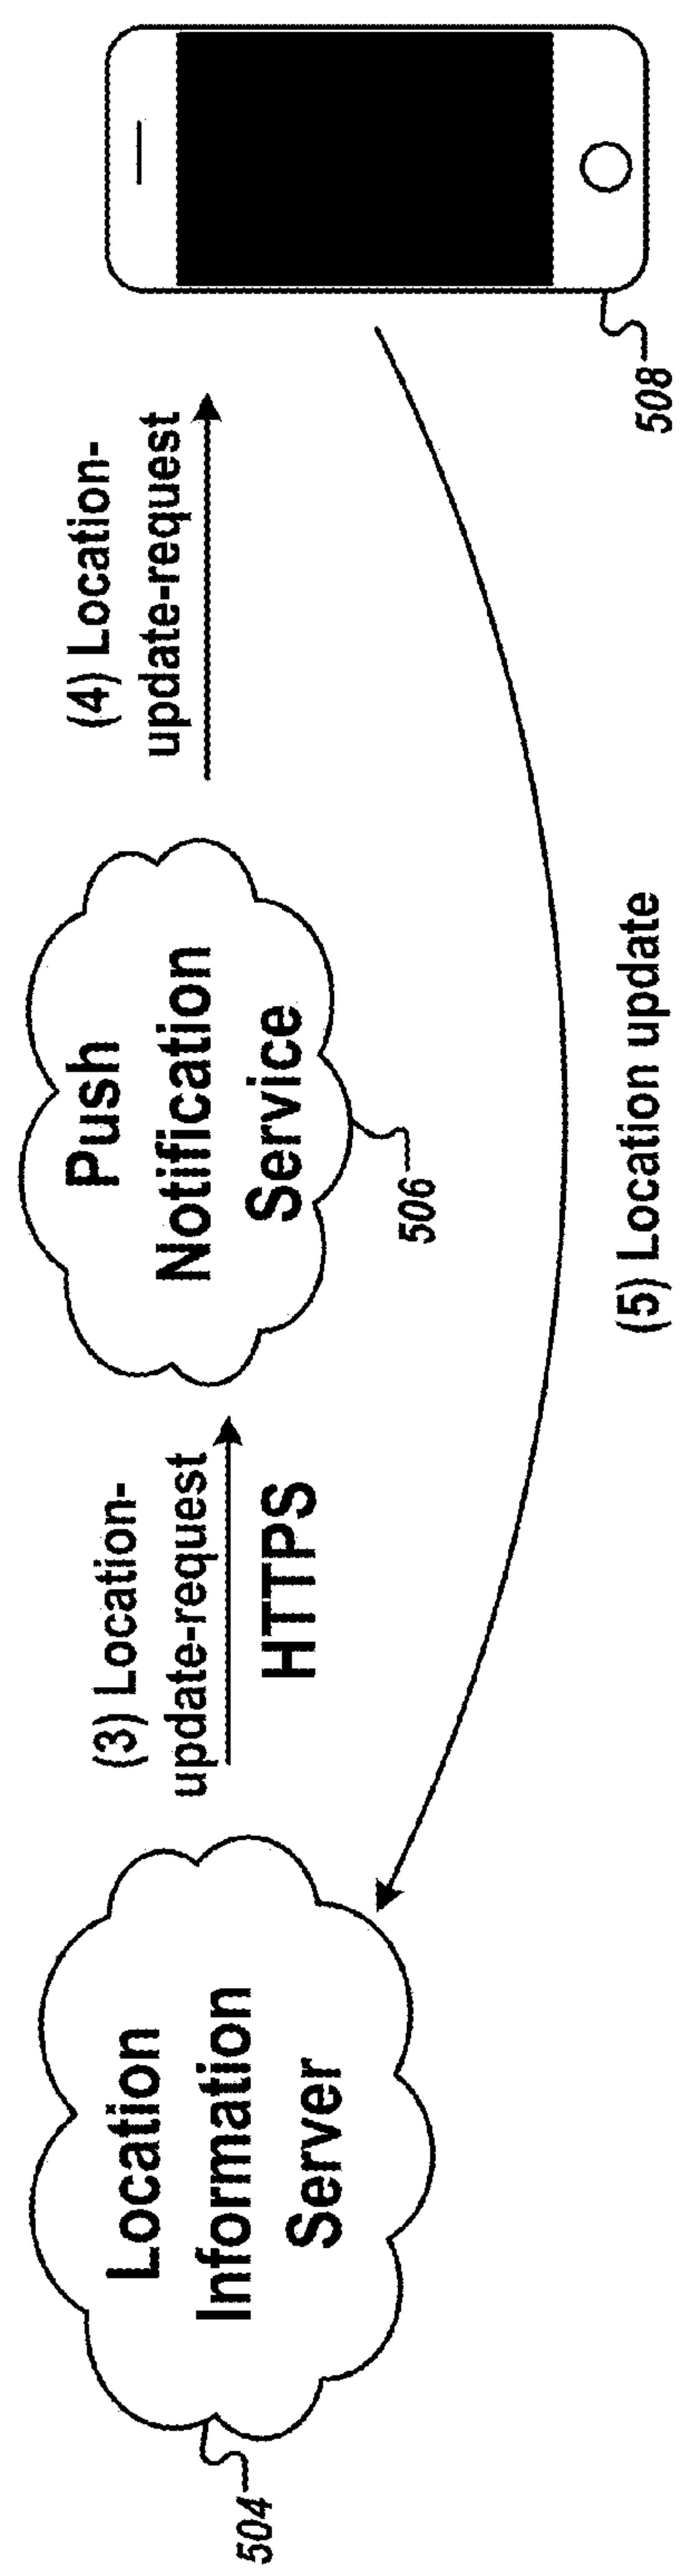 Location
Information
Server
504
(3) Location-
update-request
HTTPS
Push
Notification
Service
506
(4) Location-
update-request
508
(5) Location update